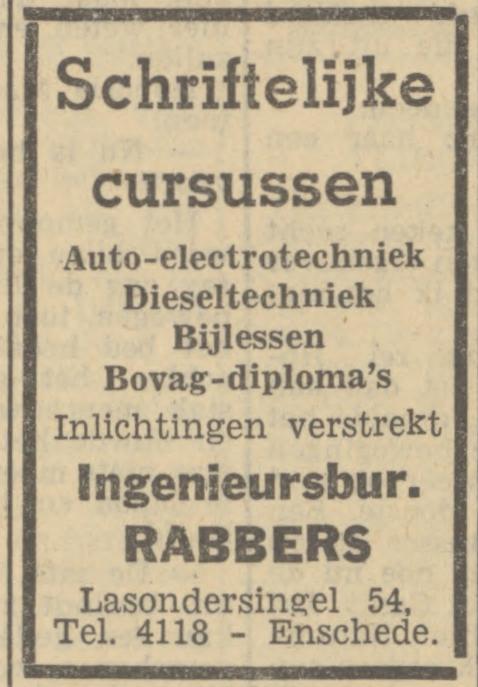 Schriftelijke
cursussen
Auto-electrotechniek
Dieseltechniek
Bijlessen
Bovag-diploma's
Inlichtingen verstrekt
Ingenieursbur.
RABBERS
Lasondersingel 54,
Tel. 4118 - Enschede.